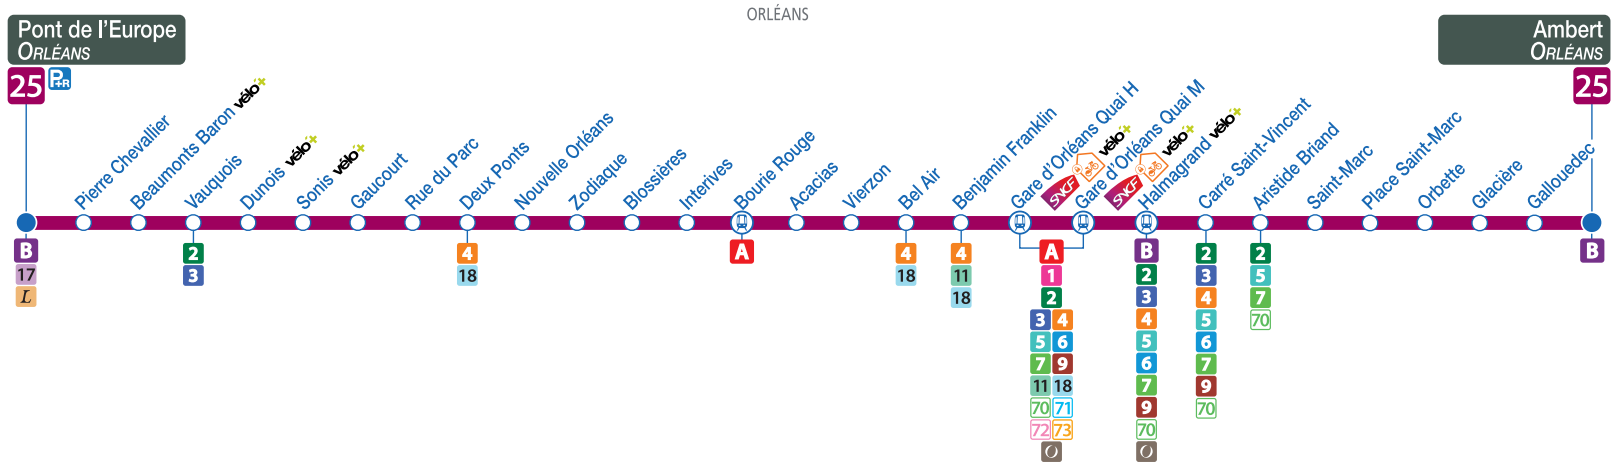 ORLÉANS
Pont de l'Europe
ORLÉANS
25
P+R
Ambert
ORLÉANS
25
Pierre Chevallier
Beaumonts Baron vélo+
Vauquois
Dunois vélo+
Sonis vélo+
Gaucourt
Rue du Parc
Deux Ponts
Nouvelle Orléans
Zodiaque
Blossières
Interives
Bourie Rouge
Acacias
Vierzon
Bel Air
Benjamin Franklin
Gare d'Orléans Quai H
SNCF vélo+
Gare d'Orléans Quai M
SNCF vélo+
Halmagrand vélo+
Carré Saint-Vincent
Aristide Briand
Saint-Marc
Place Saint-Marc
Orbette
Glacière
Gallouedec
B
17
L
2
3
4
18
A
4
18
4
11
18
A
1
2
3 4
5 6
7 9
11 18
70 71
72 73
O
B
2
3
4
5
6
7
9
70
O
2
3
4
5
6
7
9
70
2
5
7
70
B